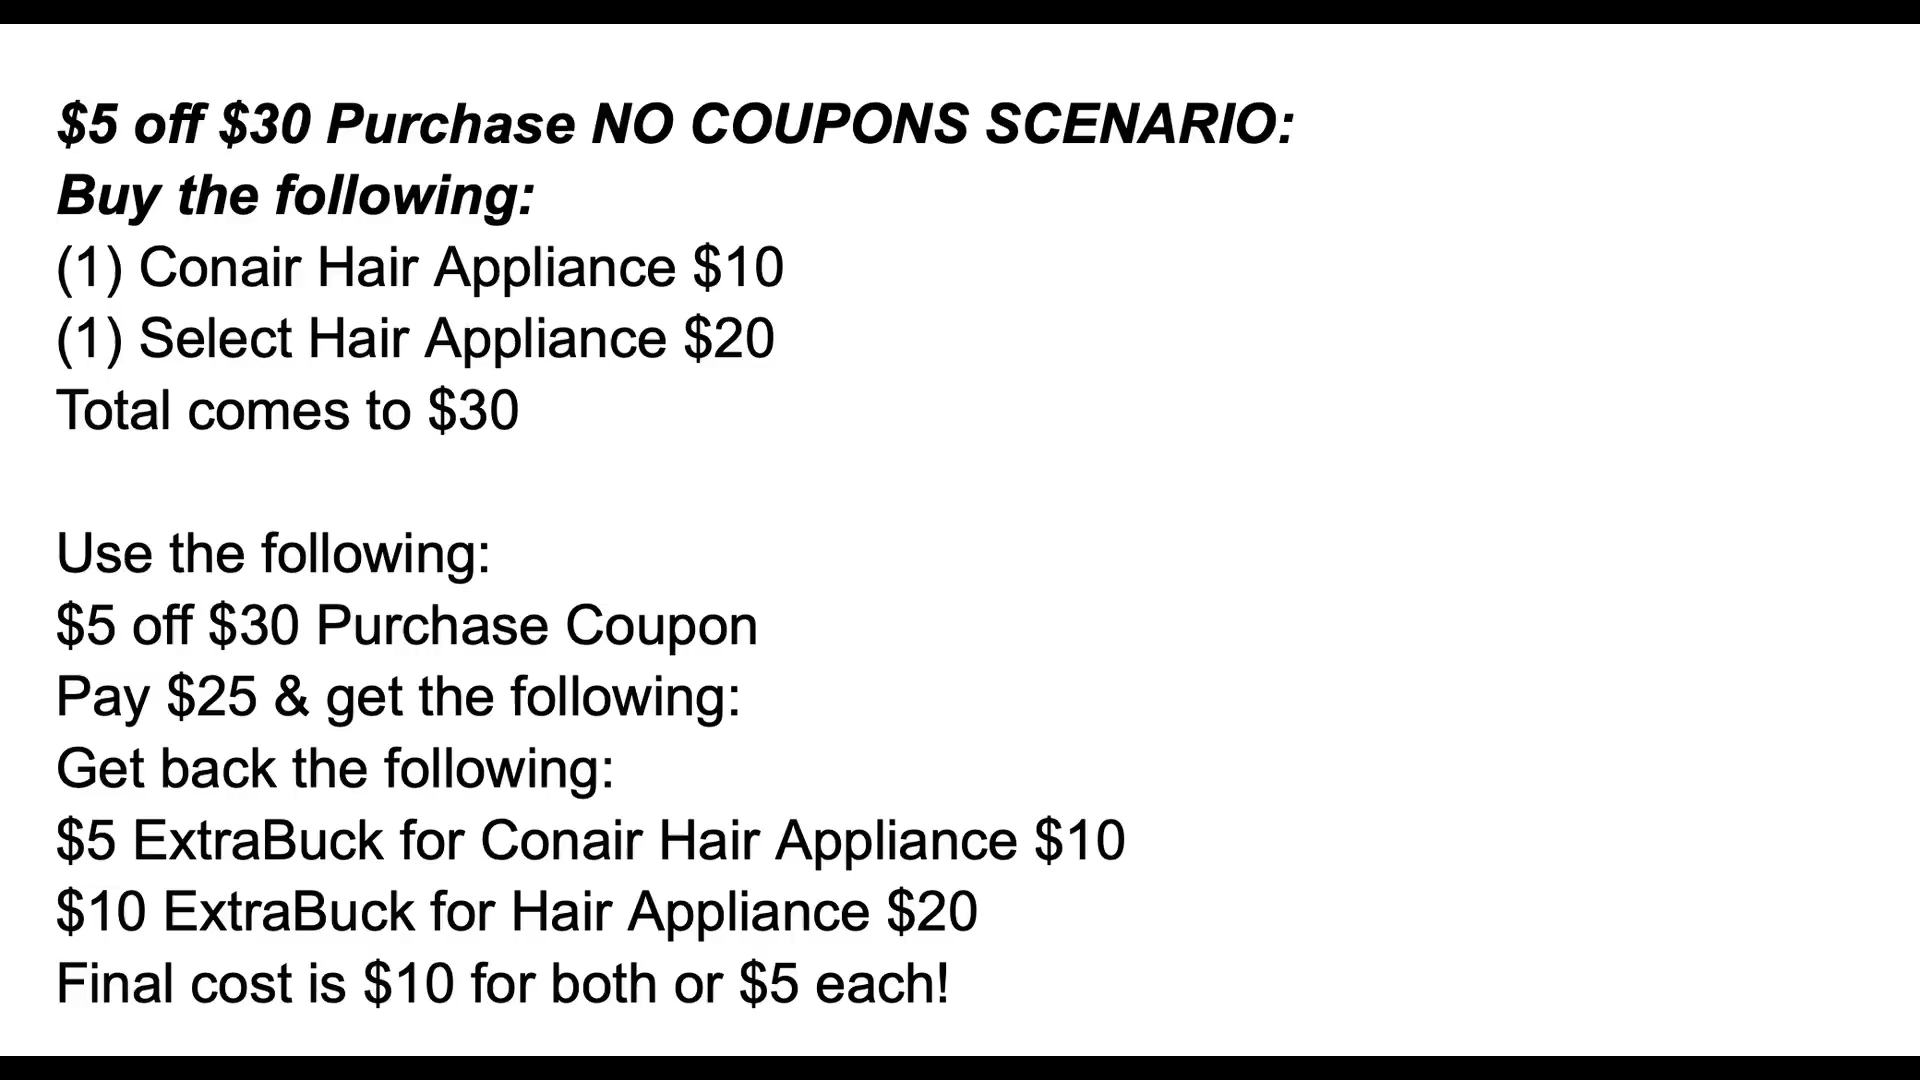 $5 off $30 Purchase NO COUPONS SCENARIO:
Buy the following:
(1) Conair Hair Appliance $10
(1) Select Hair Appliance $20
Total comes to $30
Use the following:
$5 off $30 Purchase Coupon
Pay $25 & get the following:
Get back the following:
$5 ExtraBuck for Conair Hair Appliance $10
$10 ExtraBuck for Hair Appliance $20
Final cost is $10 for both or $5 each!